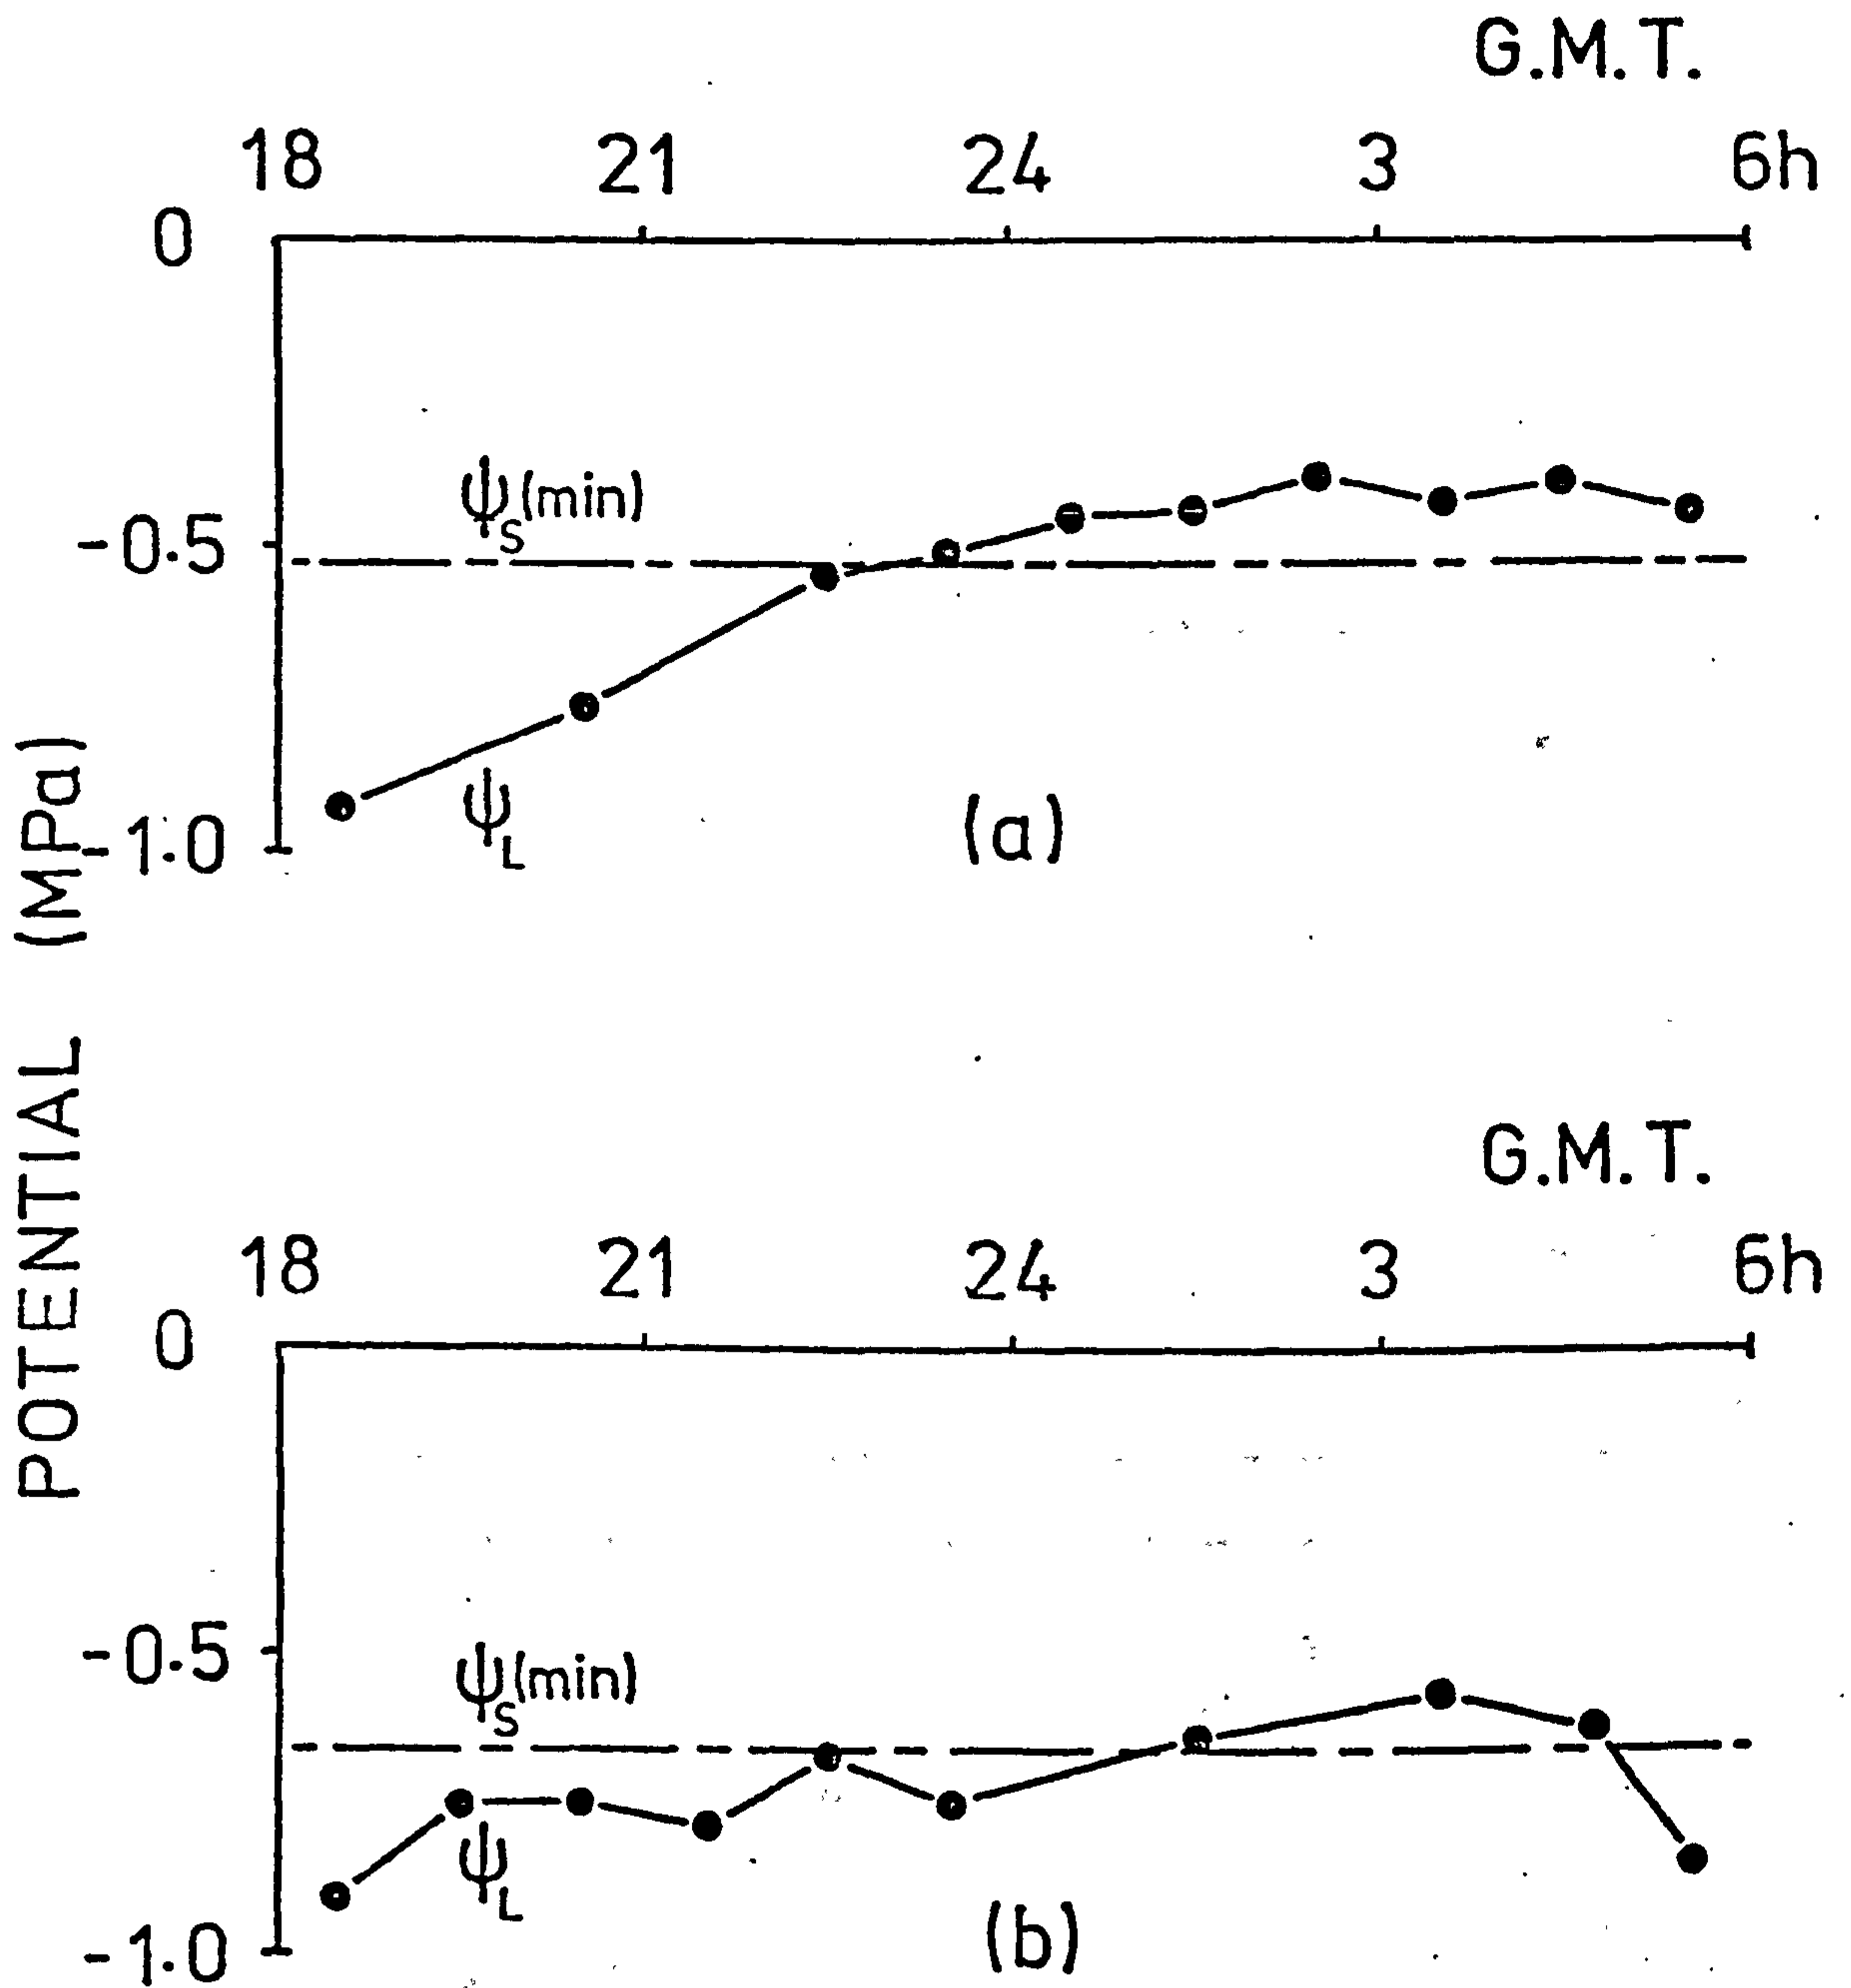 G.M.T.
18 21 24 3 6h
0
ψS(min)
-0.5
ψL
(a)
-1.0
POTENTIAL (MPa)
G.M.T.
18 21 24 3 6h
0
-0.5
ψS(min)
ψL
(b)
-1.0